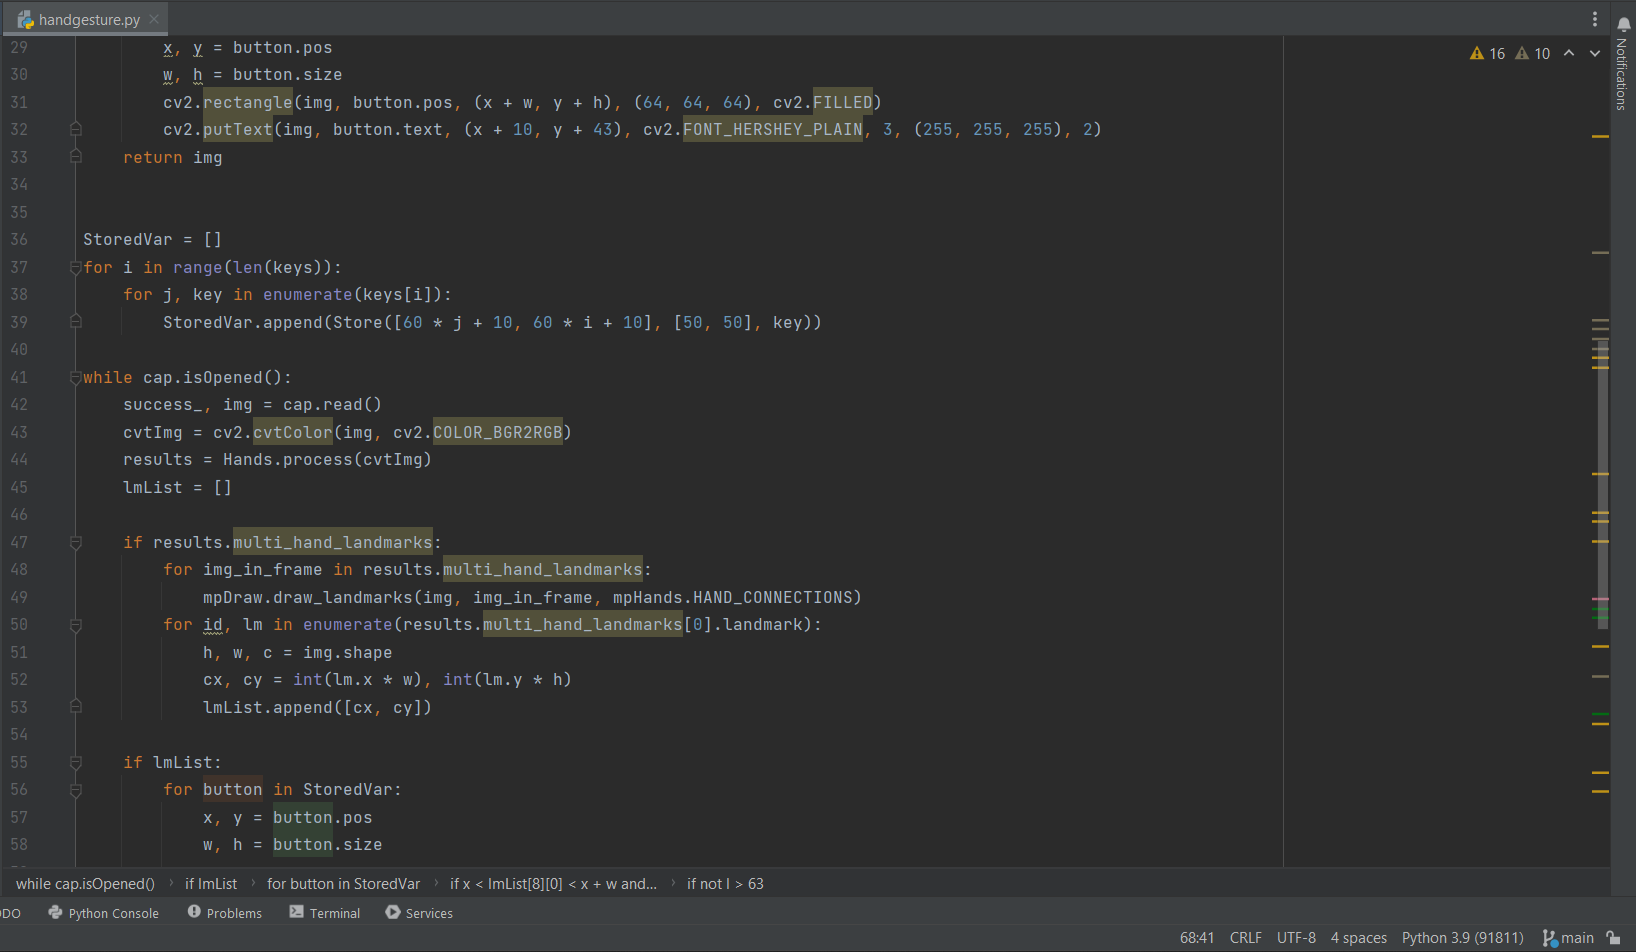 handgesture.py
Notifications
16 10
29 x, y = button.pos
30 w, h = button.size
31 cv2.rectangle(img, button.pos, (x + w, y + h), (64, 64, 64), cv2.FILLED)
32 cv2.putText(img, button.text, (x + 10, y + 43), cv2.FONT_HERSHEY_PLAIN, 3, (255, 255, 255), 2)
33 return img
34
35
36 StoredVar = []
37 for i in range(len(keys)):
38 for j, key in enumerate(keys[i]):
39 StoredVar.append(Store([60 * j + 10, 60 * i + 10], [50, 50], key))
40
41 while cap.isOpened():
42 success_, img = cap.read()
43 cvtImg = cv2.cvtColor(img, cv2.COLOR_BGR2RGB)
44 results = Hands.process(cvtImg)
45 lmList = []
46
47 if results.multi_hand_landmarks:
48 for img_in_frame in results.multi_hand_landmarks:
49 mpDraw.draw_landmarks(img, img_in_frame, mpHands.HAND_CONNECTIONS)
50 for id, lm in enumerate(results.multi_hand_landmarks[0].landmark):
51 h, w, c = img.shape
52 cx, cy = int(lm.x * w), int(lm.y * h)
53 lmList.append([cx, cy])
54
55 if lmList:
56 for button in StoredVar:
57 x, y = button.pos
58 w, h = button.size
while cap.isOpened() › if lmList › for button in StoredVar › if x < lmList[8][0] < x + w and... › if not l > 63
DO Python Console Problems Terminal Services
68:41 CRLF UTF-8 4 spaces Python 3.9 (91811) main